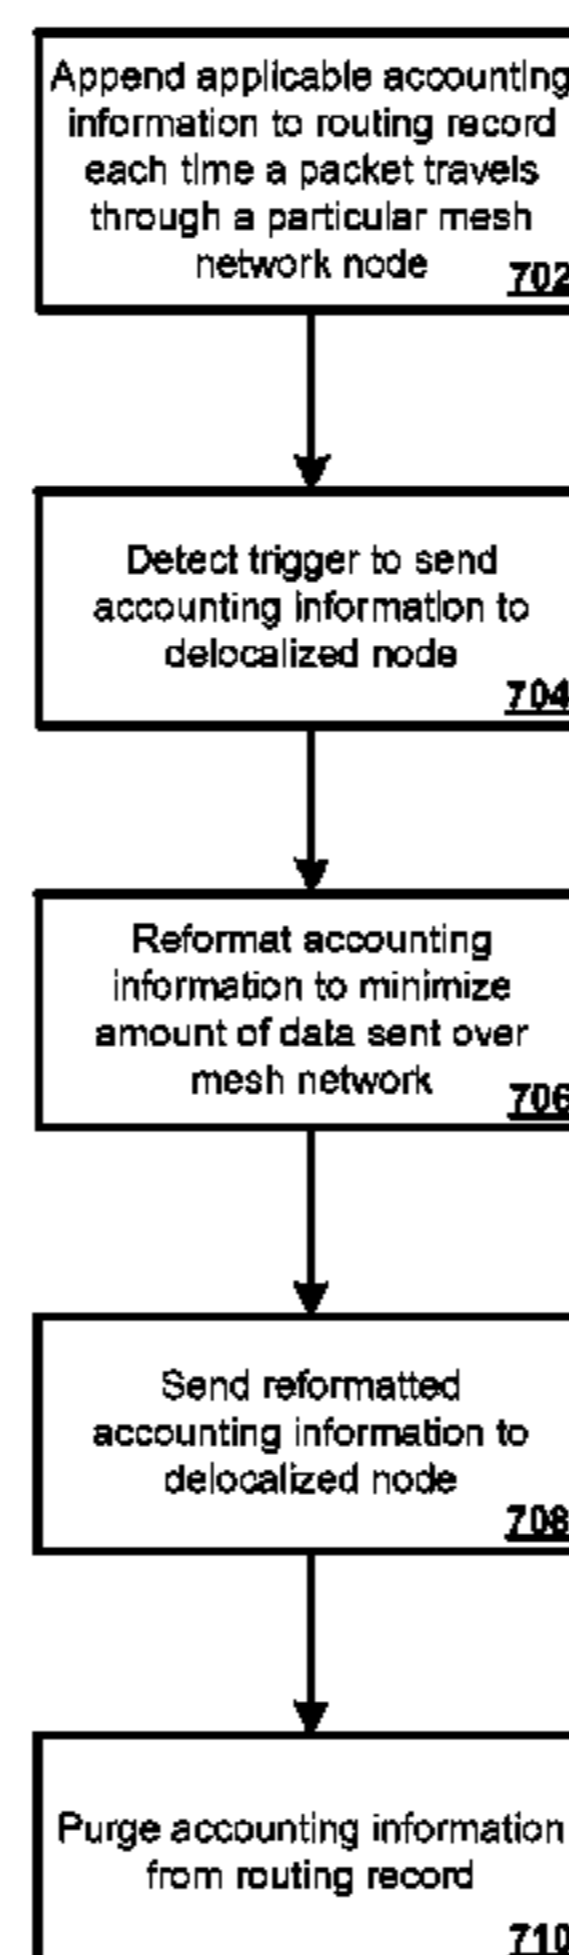 Append applicable accounting
information to routing record
each time a packet travels
through a particular mesh
network node
702
Detect trigger to send
accounting information to
delocalized node
704
Reformat accounting
information to minimize
amount of data sent over
mesh network
706
Send reformatted
accounting information to
delocalized node
708
Purge accounting information
from routing record
710